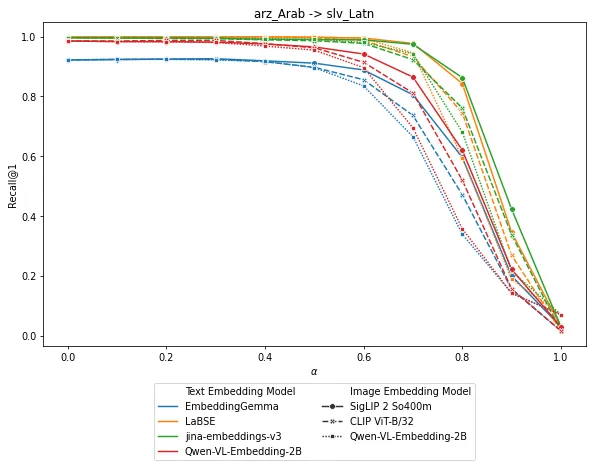 arz_Arab -> slv_Latn
Recall@1
1.0
0.8
0.6
0.4
0.2
0.0
0.0 0.2 0.4 0.6 0.8 1.0
α
Text Embedding Model Image Embedding Model
EmbeddingGemma SigLIP 2 So400m
LaBSE CLIP ViT-B/32
jina-embeddings-v3 Qwen-VL-Embedding-2B
Qwen-VL-Embedding-2B